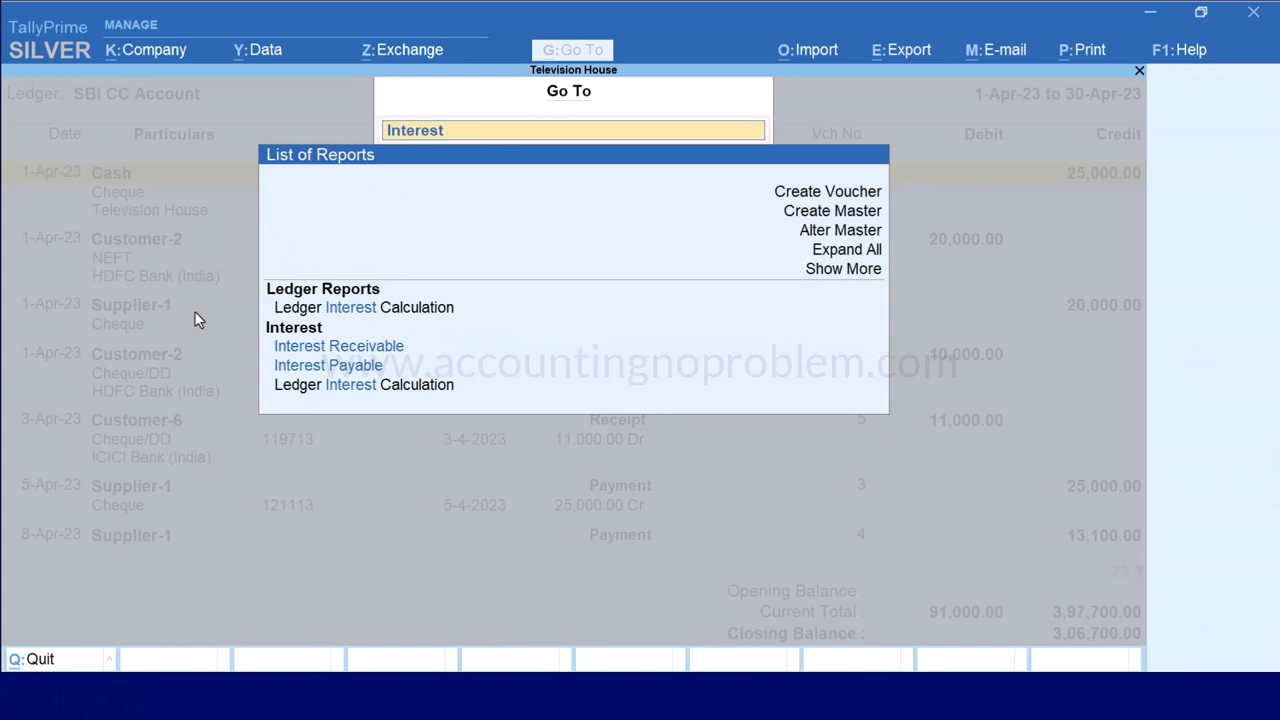 TallyPrime MANAGE
SILVER K:Company Y:Data Z:Exchange G:Go To O:Import E:Export M:E-mail P:Print F1:Help
Television House
Ledger: SBI CC Account Go To 1-Apr-23 to 30-Apr-23
Date Particulars Interest Vch No. Debit Credit
List of Reports
1-Apr-23 Cash 25,000.00
Cheque Create Voucher
Television House Create Master
Alter Master
1-Apr-23 Customer-2 20,000.00
NEFT Expand All
HDFC Bank (India) Show More
Ledger Reports
1-Apr-23 Supplier-1 Ledger Interest Calculation 20,000.00
Cheque Interest
Interest Receivable
1-Apr-23 Customer-2 10,000.00
www.accountingnoproblem.com
Cheque/DD Interest Payable
HDFC Bank (India) Ledger Interest Calculation
3-Apr-23 Customer-6 Receipt 5 11,000.00
Cheque/DD 119713 3-4-2023 11,000.00 Dr
ICICI Bank (India)
5-Apr-23 Supplier-1 Payment 3 25,000.00
Cheque 121113 5-4-2023 25,000.00 Cr
8-Apr-23 Supplier-1 Payment 4 13,100.00
23
Opening Balance :
Current Total : 91,000.00 3,97,700.00
Closing Balance : 3,06,700.00
Q:Quit